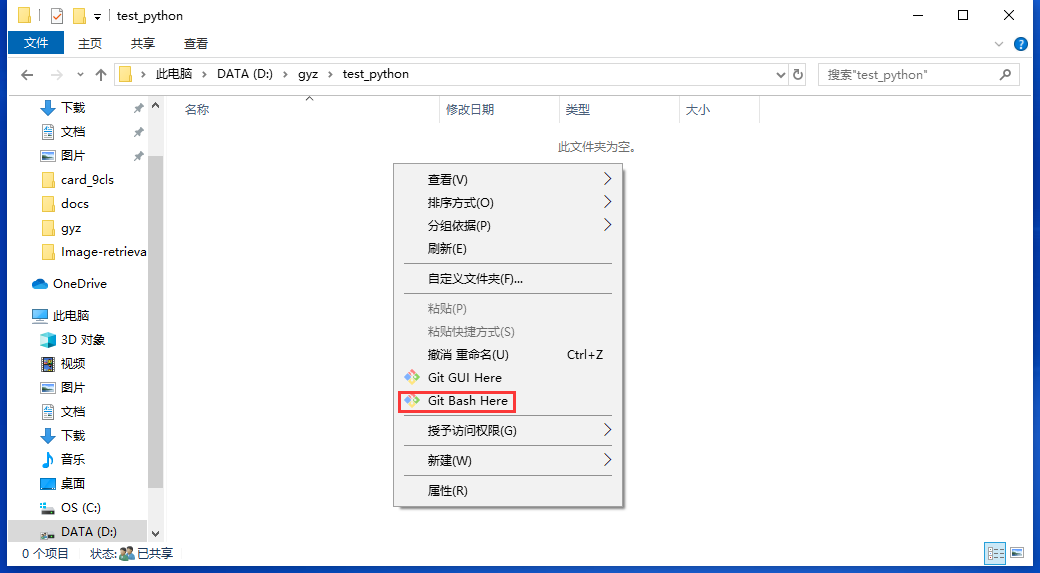 test_python
文件 主页 共享 查看
此电脑 DATA (D:) gyz test_python 搜索"test_python"
名称 修改日期 类型 大小
此文件夹为空。
下载
文档
图片
card_9cls
docs
gyz
Image-retrieva
OneDrive
此电脑
3D 对象
视频
图片
文档
下载
音乐
桌面
OS (C:)
DATA (D:)
查看(V)
排序方式(O)
分组依据(P)
刷新(E)
自定义文件夹(F)...
粘贴(P)
粘贴快捷方式(S)
撤消 重命名(U) Ctrl+Z
Git GUI Here
Git Bash Here
授予访问权限(G)
新建(W)
属性(R)
0 个项目 状态: 已共享